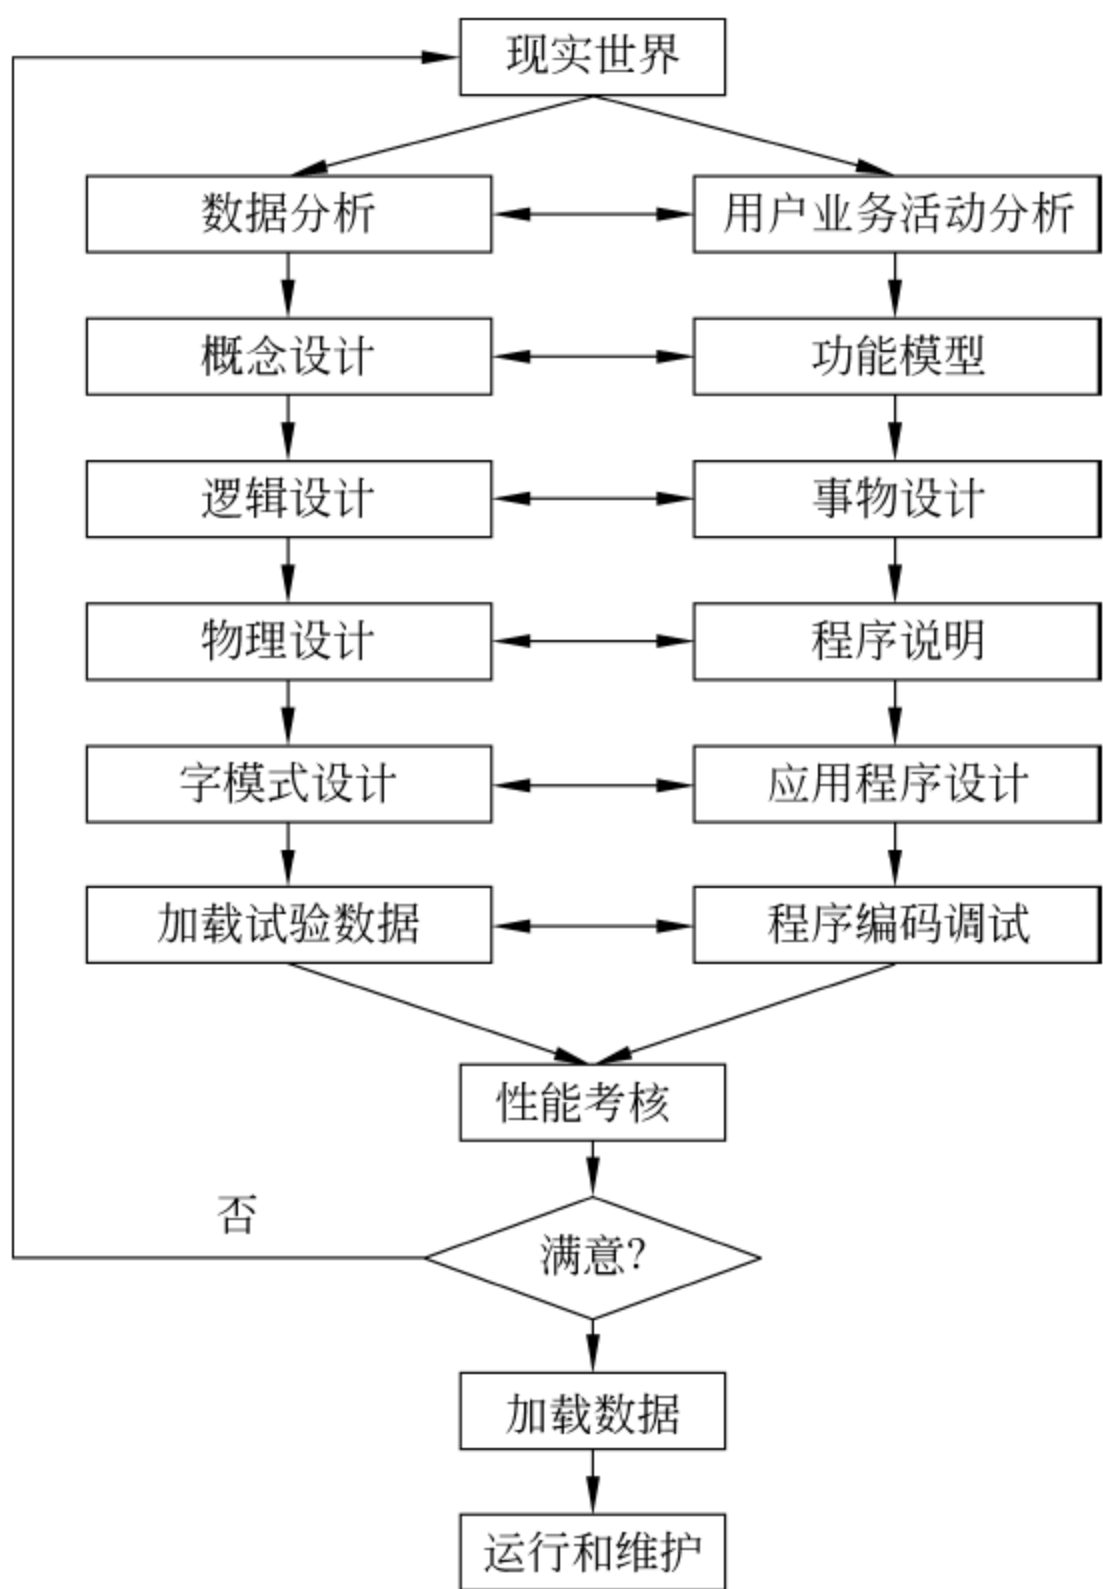 现实世界
数据分析
用户业务活动分析
概念设计
功能模型
逻辑设计
事物设计
物理设计
程序说明
字模式设计
应用程序设计
加载试验数据
程序编码调试
性能考核
否
满意?
加载数据
运行和维护